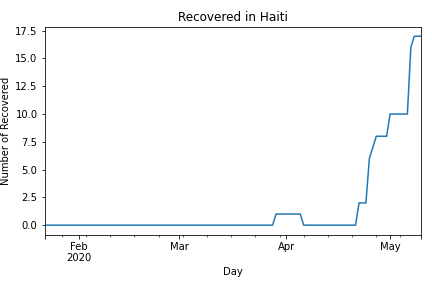 Recovered in Haiti
17.5
15.0
12.5
10.0
7.5
5.0
2.5
0.0
Number of Recovered
Feb
2020
Mar
Apr
May
Day